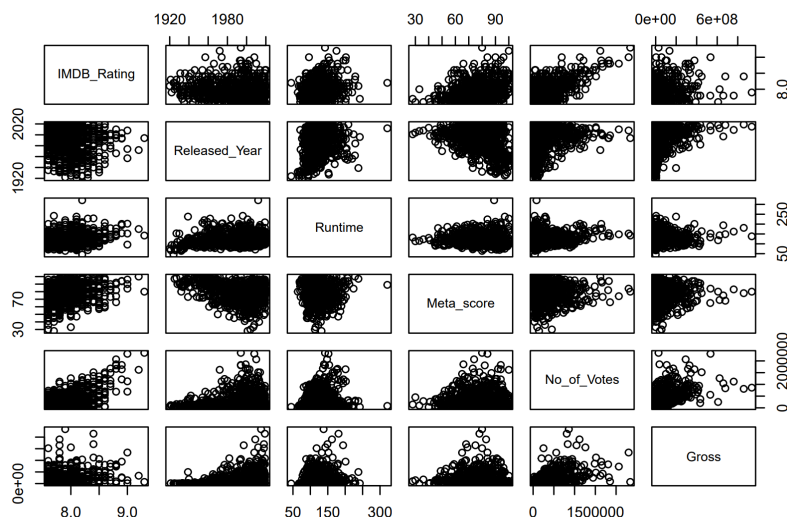 1920 1980 30 60 90 0e+00 6e+08
IMDB_Rating
8.0
1920 2020
Released_Year
Runtime
50 250
30 70
Meta_score
No_of_Votes
0 2000000
0e+00
Gross
8.0 9.0 50 150 300 0 1500000